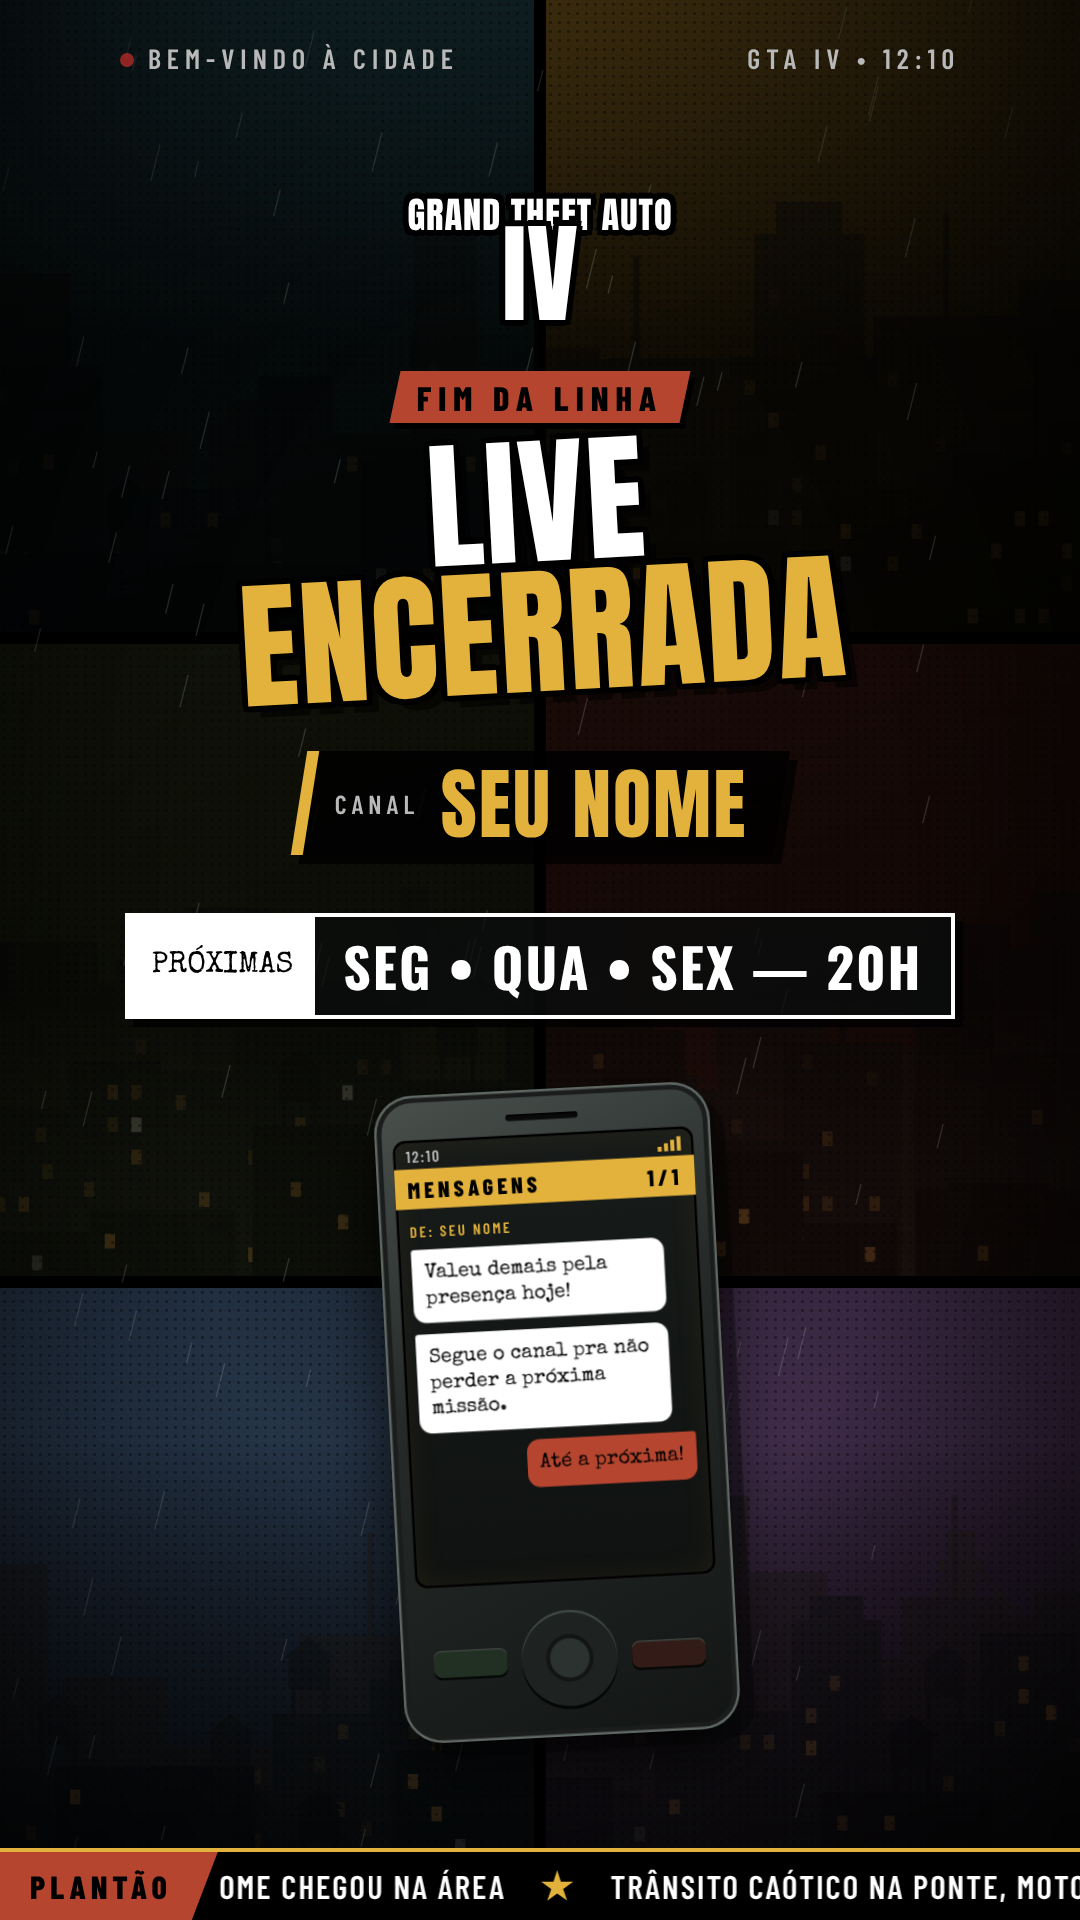 BEM-VINDO À CIDADE
GTA IV • 12:10
GRAND THEFT AUTO
IV
FIM DA LINHA
LIVE
ENCERRADA
CANAL SEU NOME
PRÓXIMAS SEG • QUA • SEX — 20H
12:10
MENSAGENS 1/1
DE: SEU NOME
Valeu demais pela
presença hoje!
Segue o canal pra não
perder a próxima
missão.
Até a próxima!
PLANTÃO OME CHEGOU NA ÁREA ★ TRÂNSITO CAÓTICO NA PONTE, MOTO